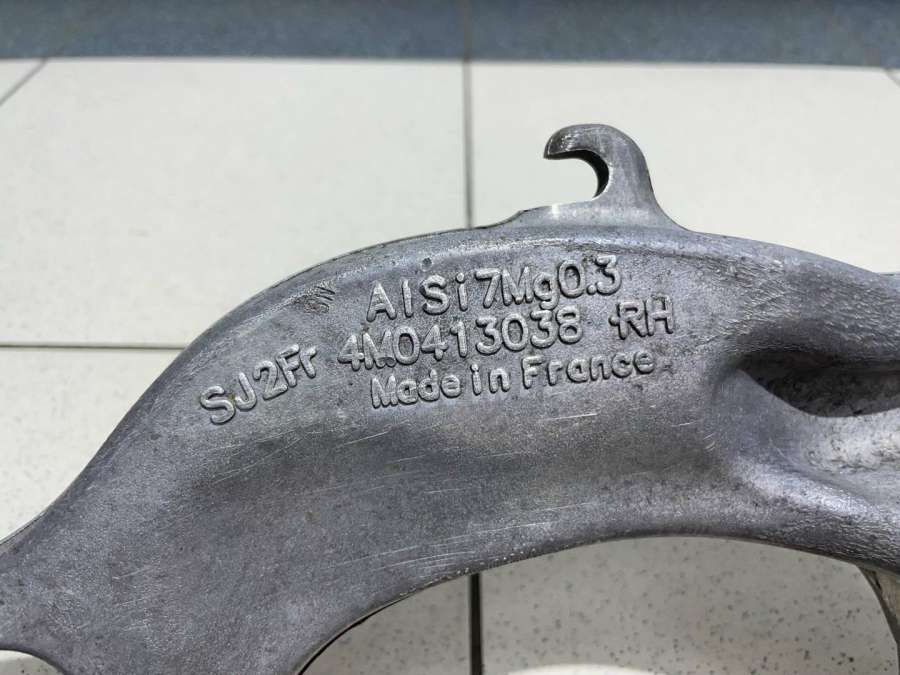 AlSi7Mg0.3
SJ2Fr 4M0413038 RH
Made in France